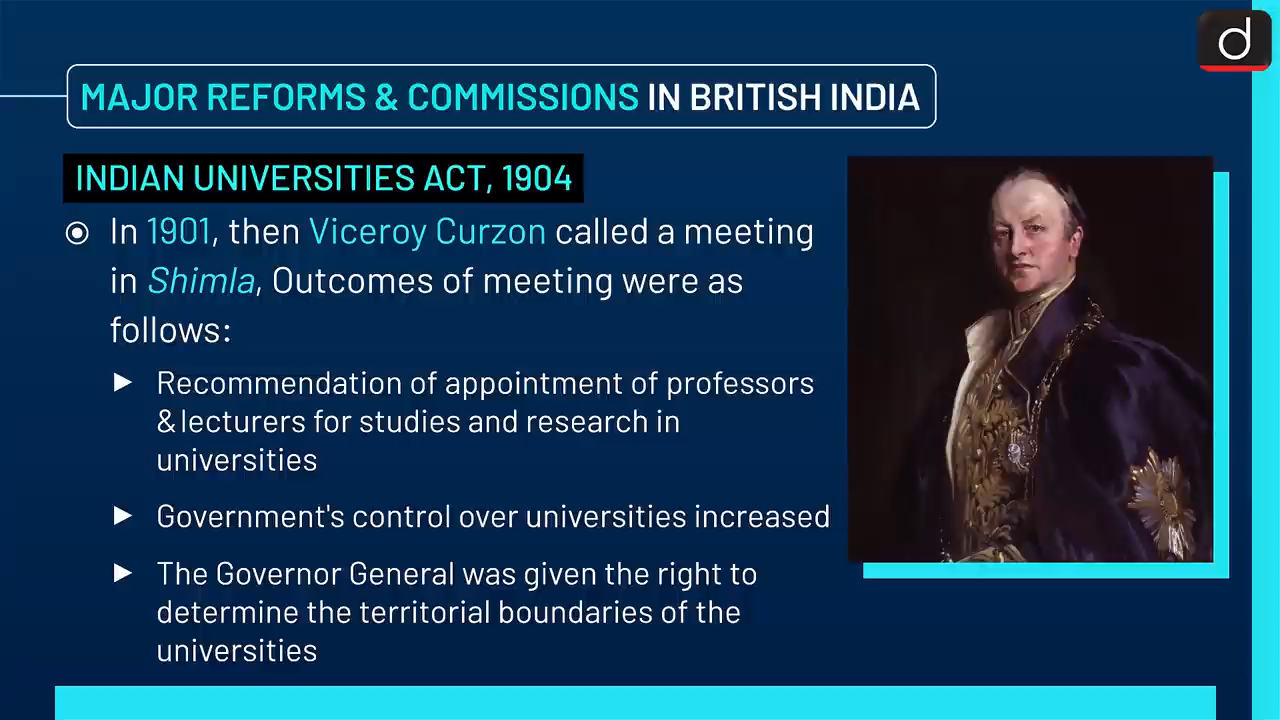 d
MAJOR REFORMS & COMMISSIONS IN BRITISH INDIA
INDIAN UNIVERSITIES ACT, 1904
In 1901, then Viceroy Curzon called a meeting
in Shimla, Outcomes of meeting were as
follows:
Recommendation of appointment of professors
& lecturers for studies and research in
universities
Government's control over universities increased
The Governor General was given the right to
determine the territorial boundaries of the
universities